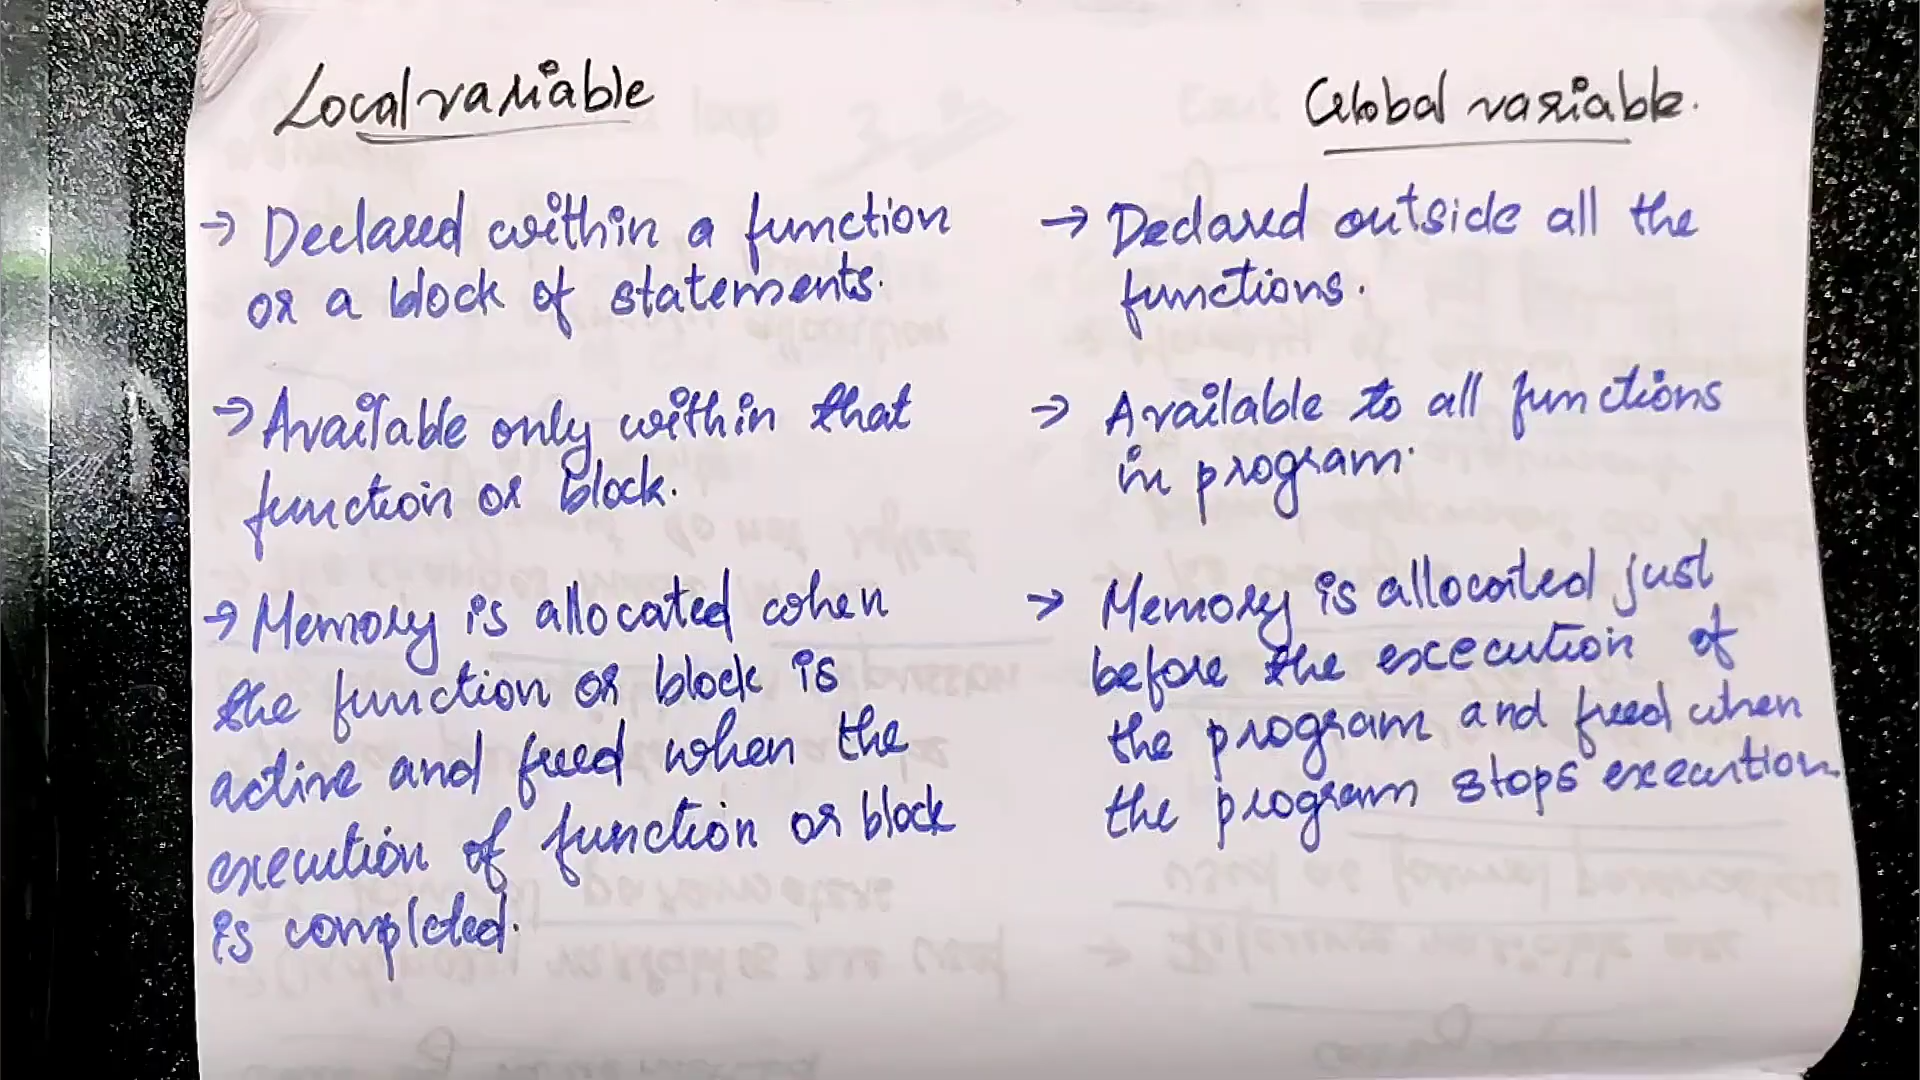 Local variable
→ Declared within a function
or a block of statements.
→ Available only within that
function or block.
→ Memory is allocated when
the function or block is
active and freed when the
execution of function or block
is completed.
Global variable.
→ Declared outside all the
functions.
→ Available to all functions
in program.
→ Memory is allocated just
before the execution of
the program and freed when
the program stops execution